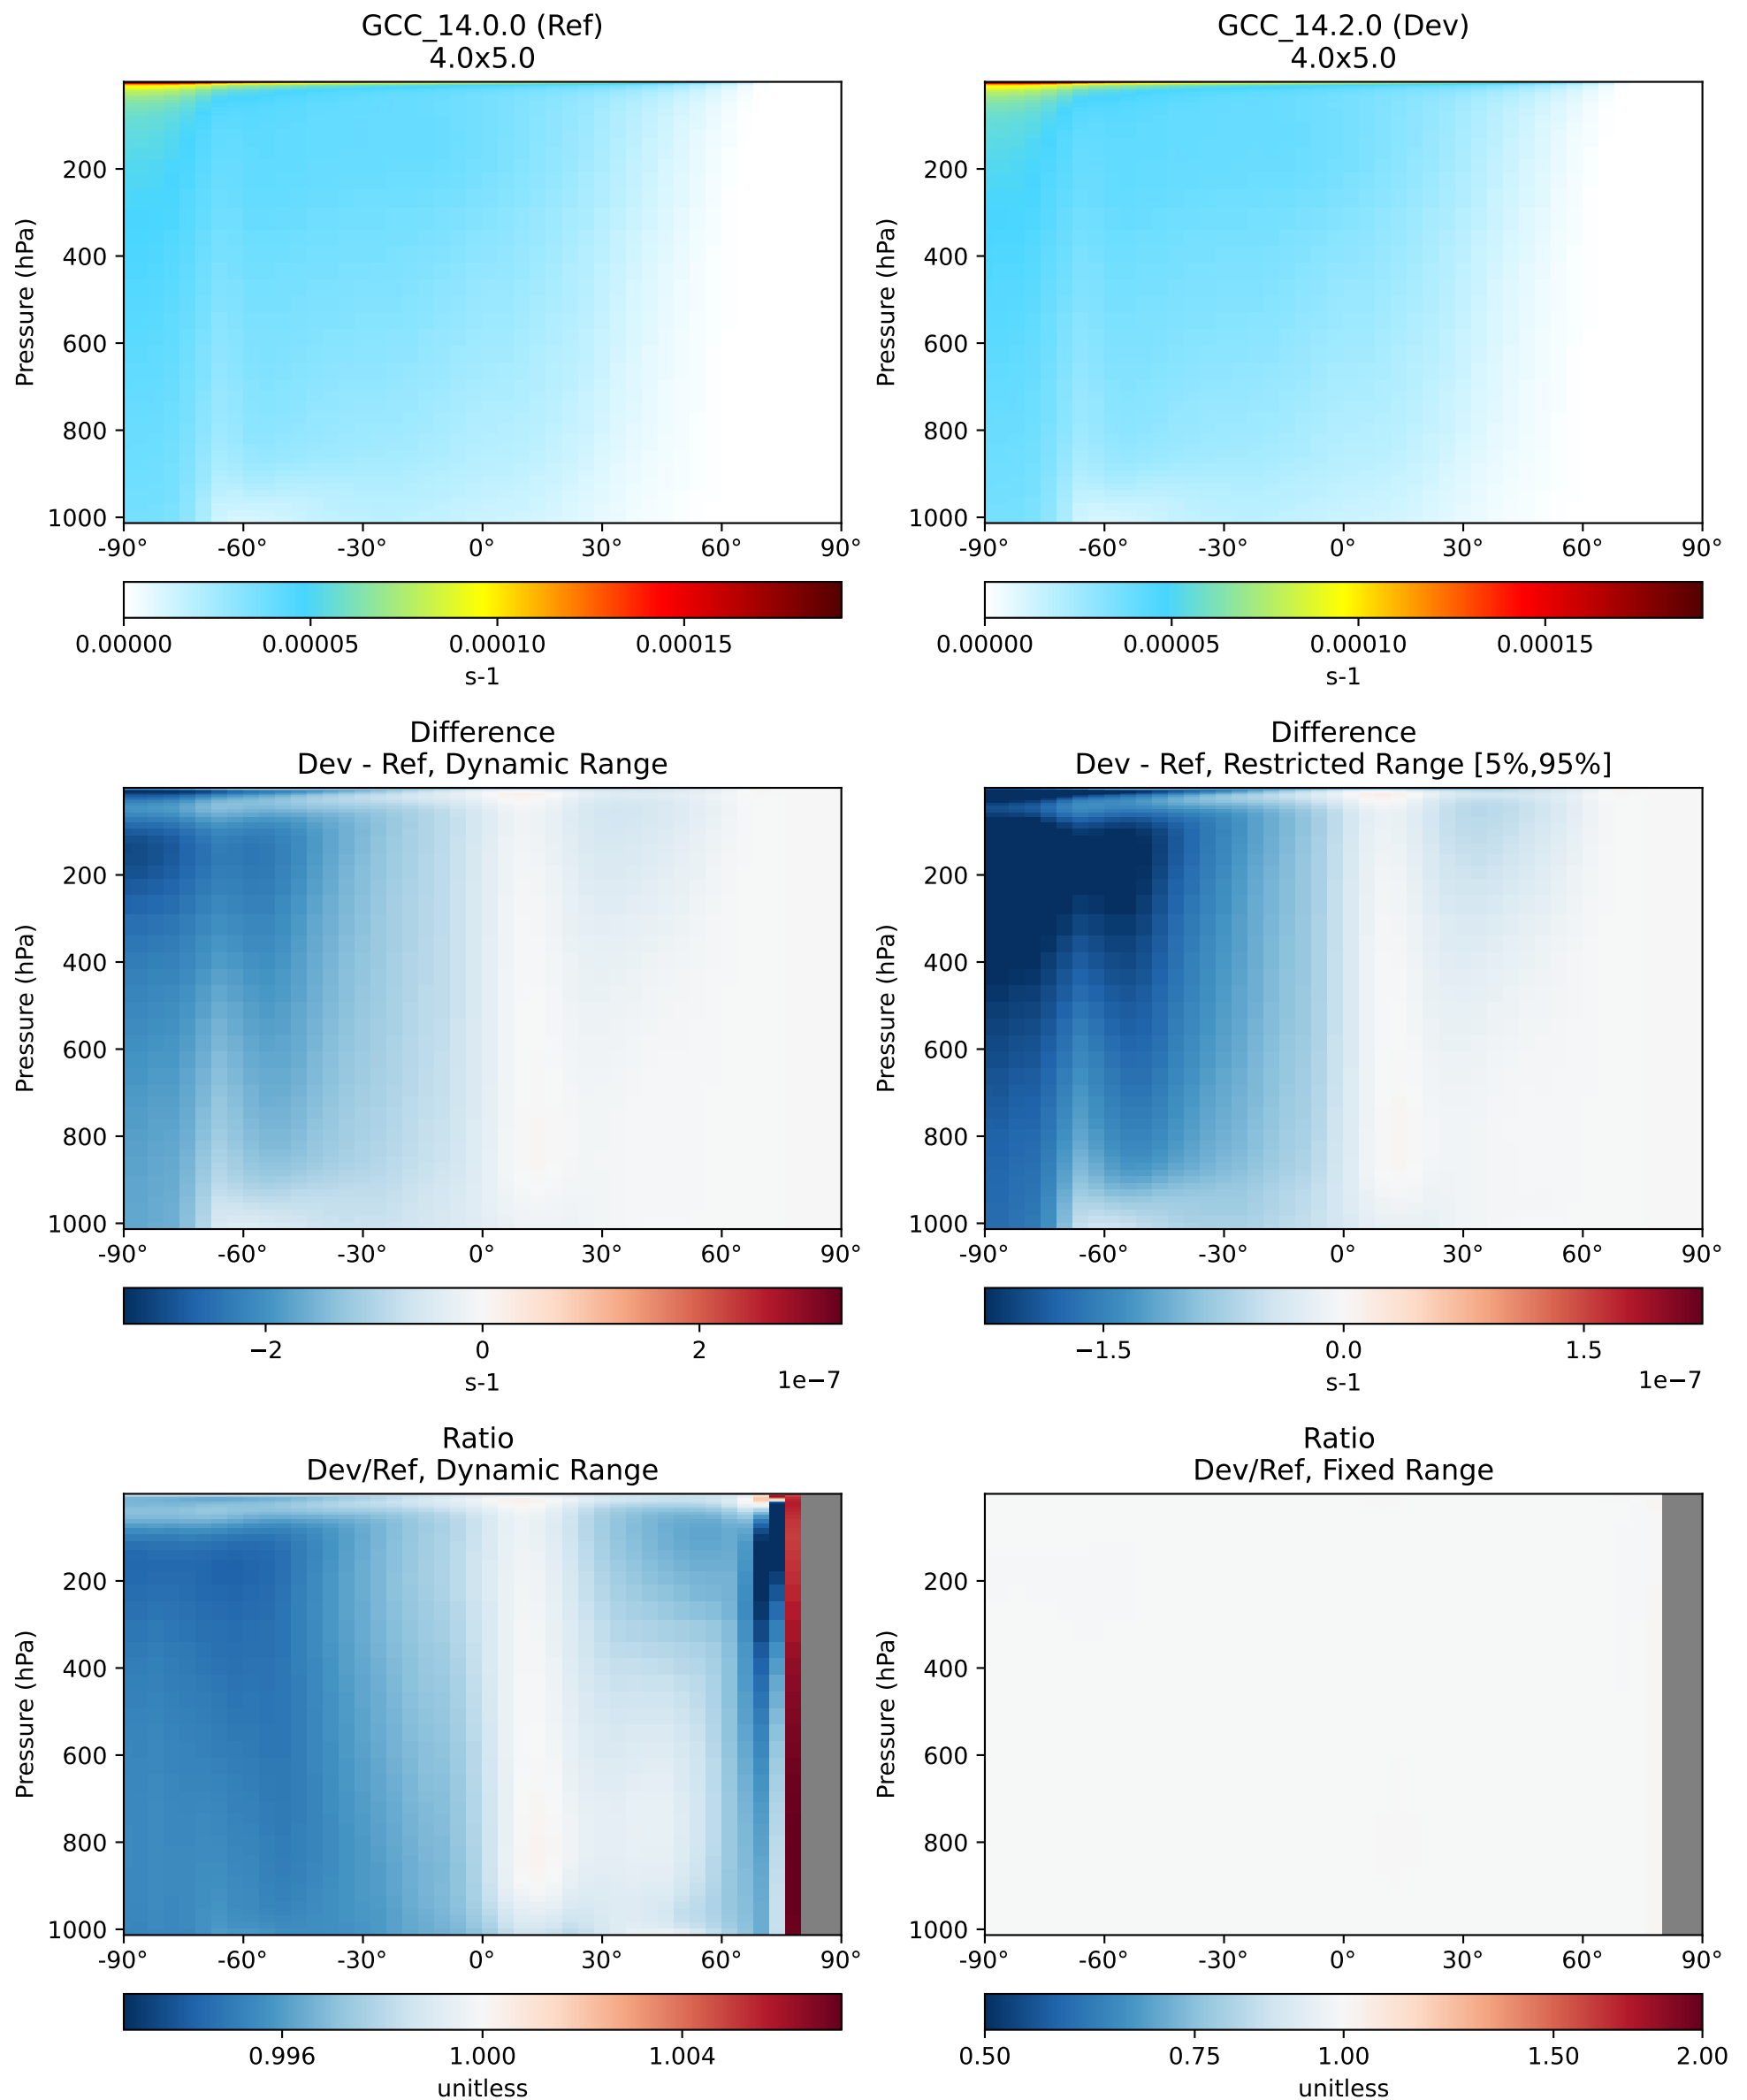 GCC_14.0.0 (Ref)
4.0x5.0
Pressure (hPa)
200
400
600
800
1000
-90° -60° -30° 0° 30° 60° 90°
0.00000 0.00005 0.00010 0.00015
s-1
GCC_14.2.0 (Dev)
4.0x5.0
Pressure (hPa)
200
400
600
800
1000
-90° -60° -30° 0° 30° 60° 90°
0.00000 0.00005 0.00010 0.00015
s-1
Difference
Dev - Ref, Dynamic Range
Pressure (hPa)
200
400
600
800
1000
-90° -60° -30° 0° 30° 60° 90°
−2 0 2
s-1
1e−7
Difference
Dev - Ref, Restricted Range [5%,95%]
Pressure (hPa)
200
400
600
800
1000
-90° -60° -30° 0° 30° 60° 90°
−1.5 0.0 1.5
s-1
1e−7
Ratio
Dev/Ref, Dynamic Range
Pressure (hPa)
200
400
600
800
1000
-90° -60° -30° 0° 30° 60° 90°
0.996 1.000 1.004
unitless
Ratio
Dev/Ref, Fixed Range
Pressure (hPa)
200
400
600
800
1000
-90° -60° -30° 0° 30° 60° 90°
0.50 0.75 1.00 1.50 2.00
unitless